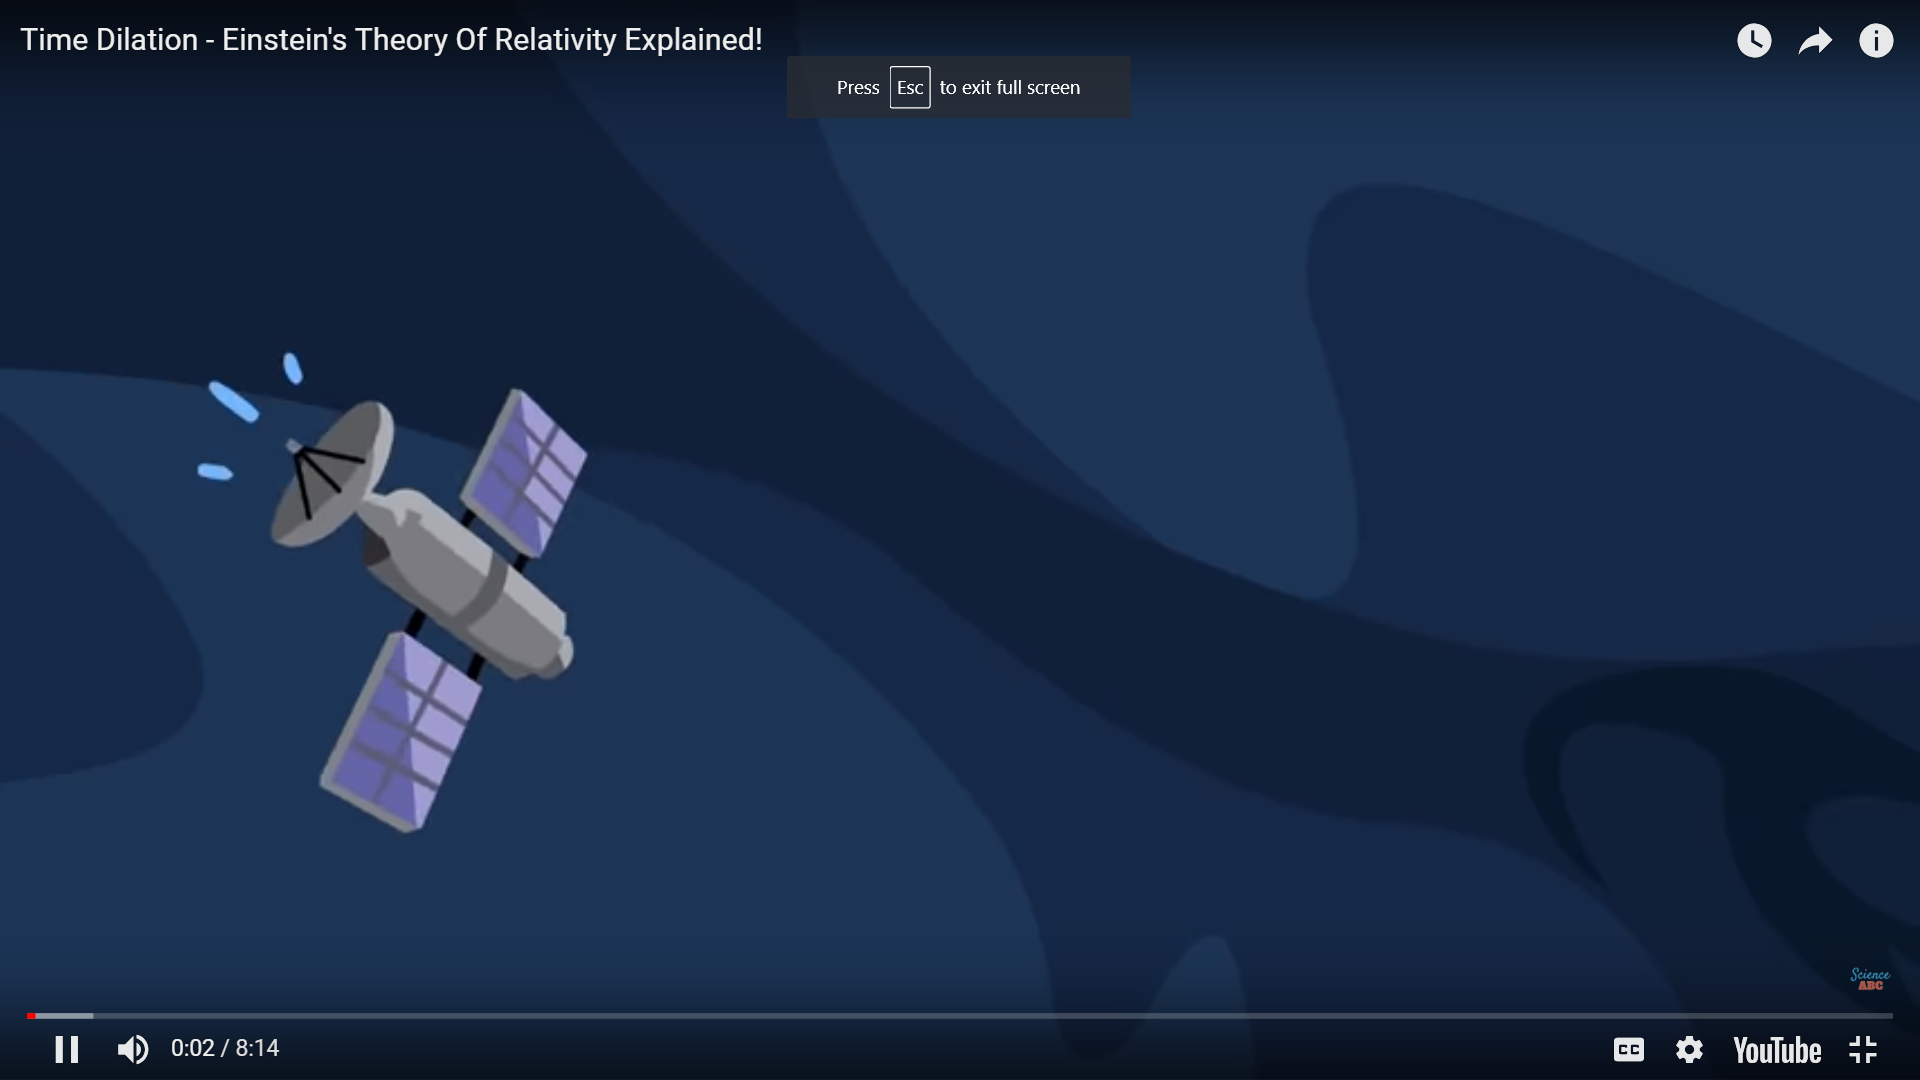 Time Dilation - Einstein's Theory Of Relativity Explained!
Press Esc to exit full screen
Science
ABC
0:02 / 8:14
CC
YouTube